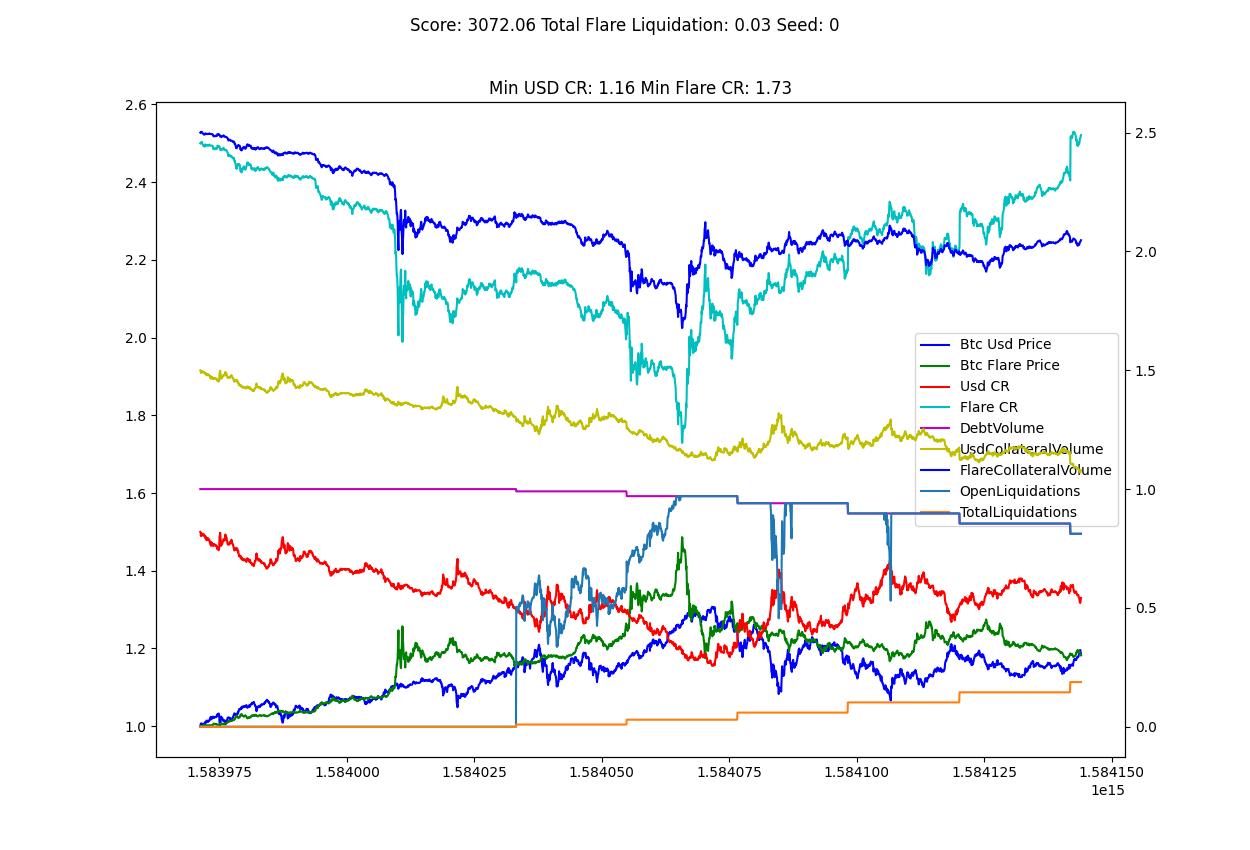 Score: 3072.06 Total Flare Liquidation: 0.03 Seed: 0
Min USD CR: 1.16 Min Flare CR: 1.73
2.6
2.4
2.2
2.0
1.8
1.6
1.4
1.2
1.0
2.5
2.0
1.5
1.0
0.5
0.0
Btc Usd Price
Btc Flare Price
Usd CR
Flare CR
DebtVolume
UsdCollateralVolume
FlareCollateralVolume
OpenLiquidations
TotalLiquidations
1.583975 1.584000 1.584025 1.584050 1.584075 1.584100 1.584125 1.584150
1e15